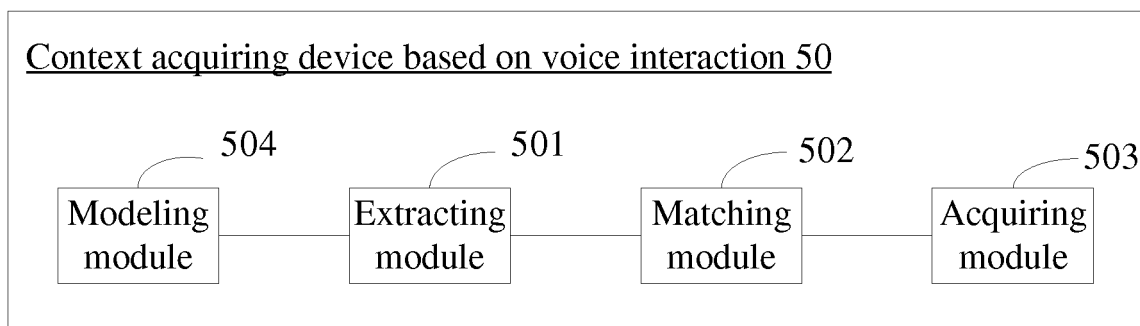 Context acquiring device based on voice interaction 50
504
501
502
503
Modeling
module
Extracting
module
Matching
module
Acquiring
module